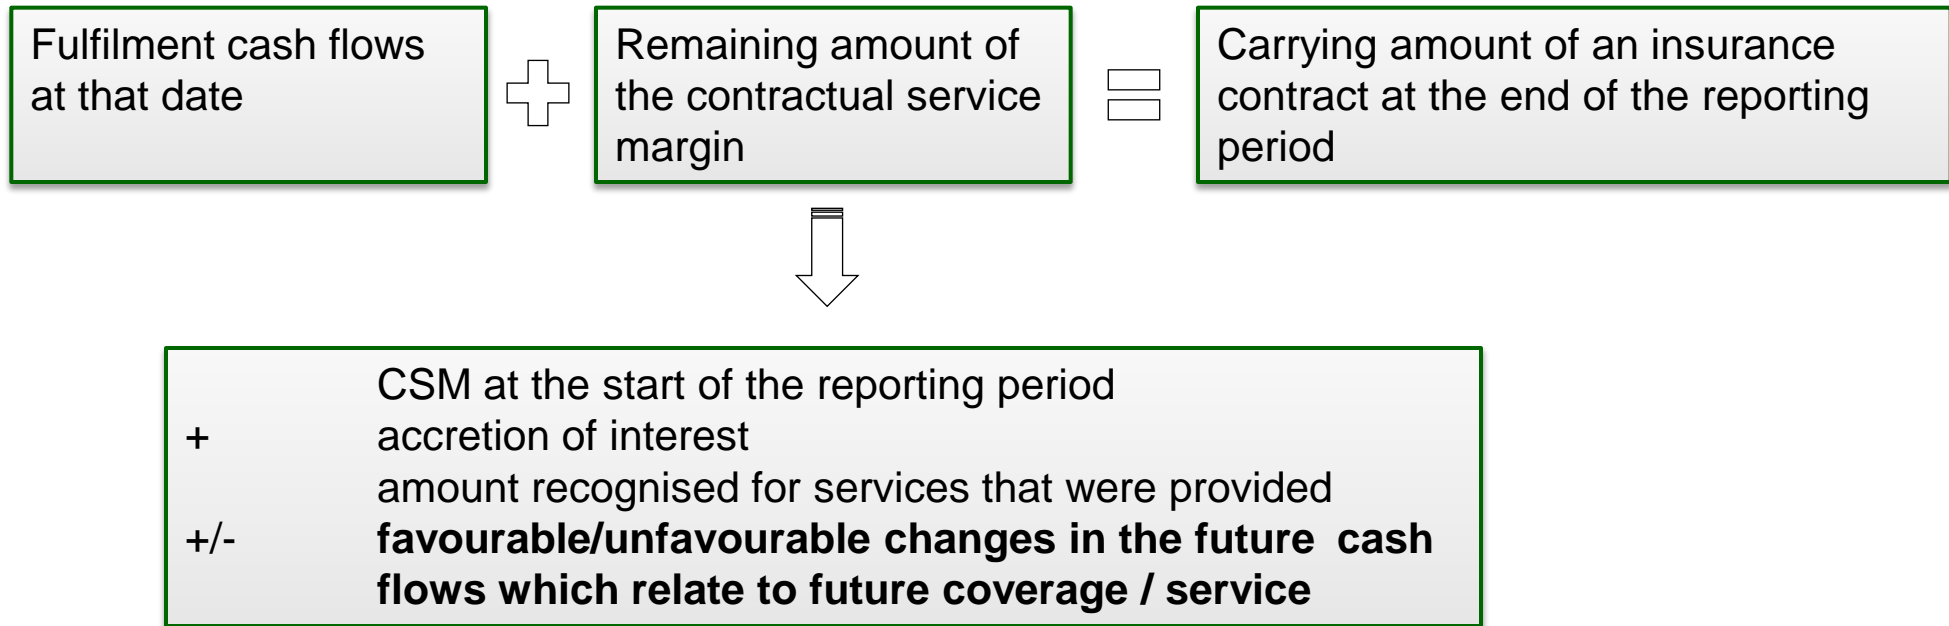 Fulfilment cash flows
at that date
Remaining amount of
the contractual service
margin
Carrying amount of an insurance
contract at the end of the reporting
period
CSM at the start of the reporting period
+ accretion of interest
amount recognised for services that were provided
+/- favourable/unfavourable changes in the future cash
flows which relate to future coverage / service